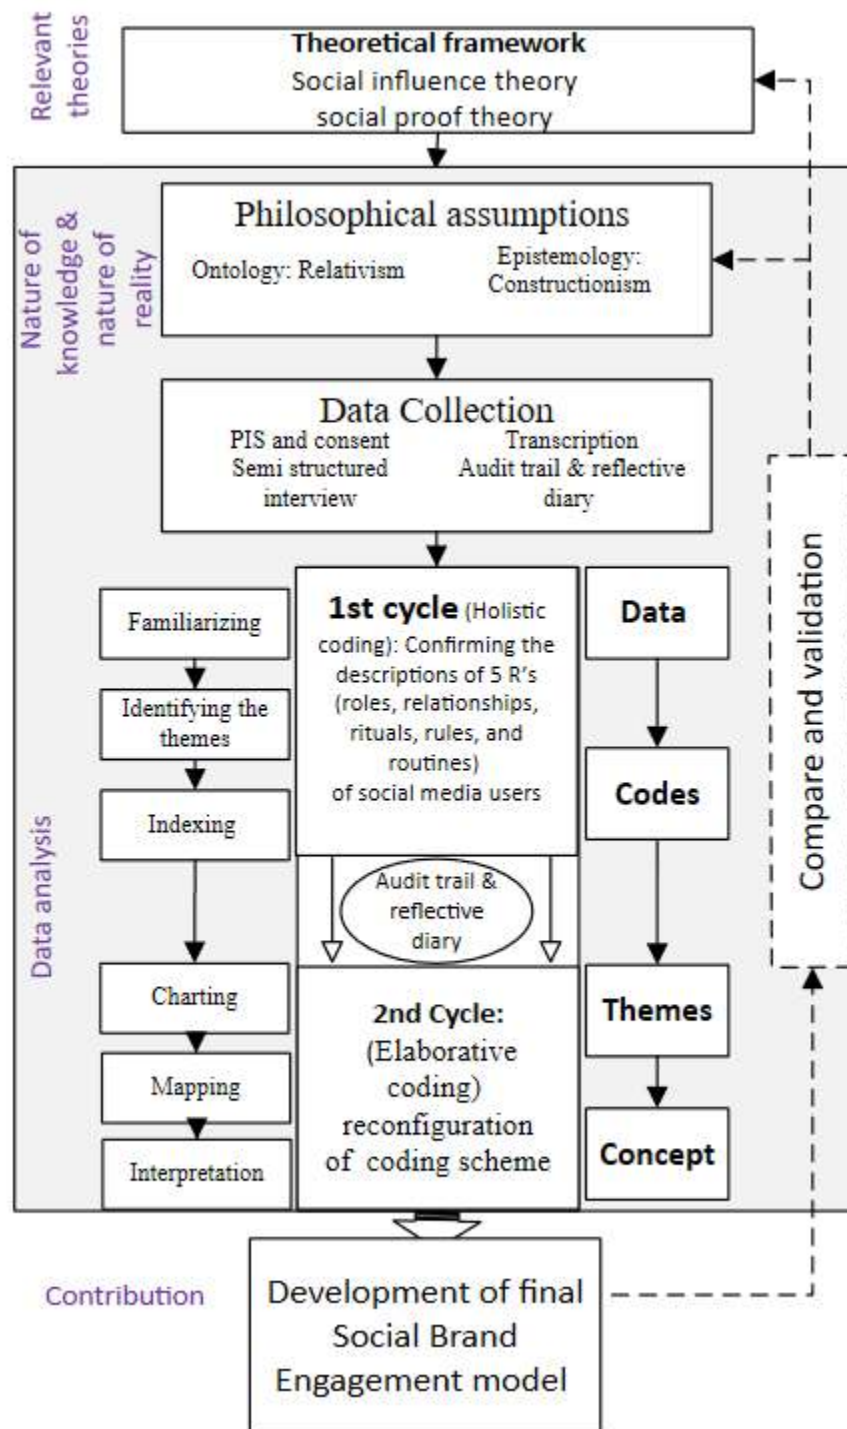 Relevant
theories
Theoretical framework
Social influence theory
social proof theory
Nature of
knowledge &
nature of
reality
Philosophical assumptions
Ontology: Relativism
Epistemology:
Constructionism
Data Collection
PIS and consent
Semi structured
interview
Transcription
Audit trail & reflective
diary
Data analysis
Familiarizing
Identifying the
themes
Indexing
Charting
Mapping
Interpretation
1st cycle (Holistic
coding): Confirming the
descriptions of 5 R's
(roles, relationships,
rituals, rules, and
routines)
of social media users
Audit trail &
reflective
diary
2nd Cycle:
(Elaborative
coding)
reconfiguration
of coding scheme
Data
Codes
Themes
Concept
Compare and validation
Contribution
Development of final
Social Brand
Engagement model